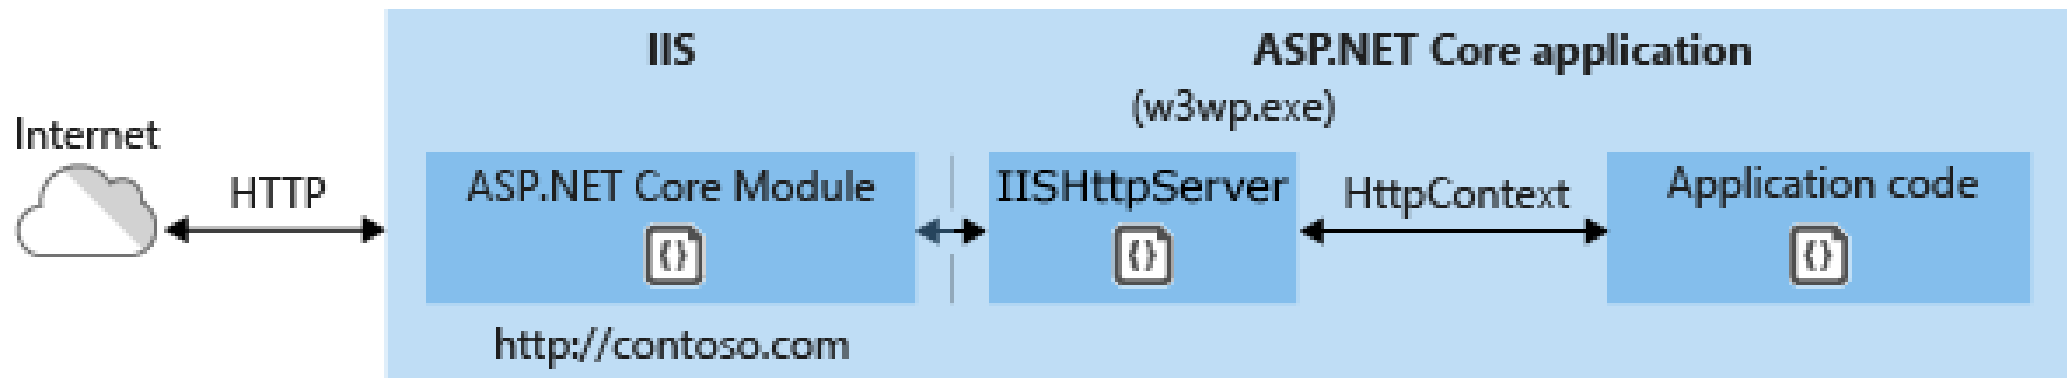 IIS
ASP.NET Core application
(w3wp.exe)
Internet
HTTP
ASP.NET Core Module
{}
IISHttpServer
{}
HttpContext
Application code
{}
http://contoso.com